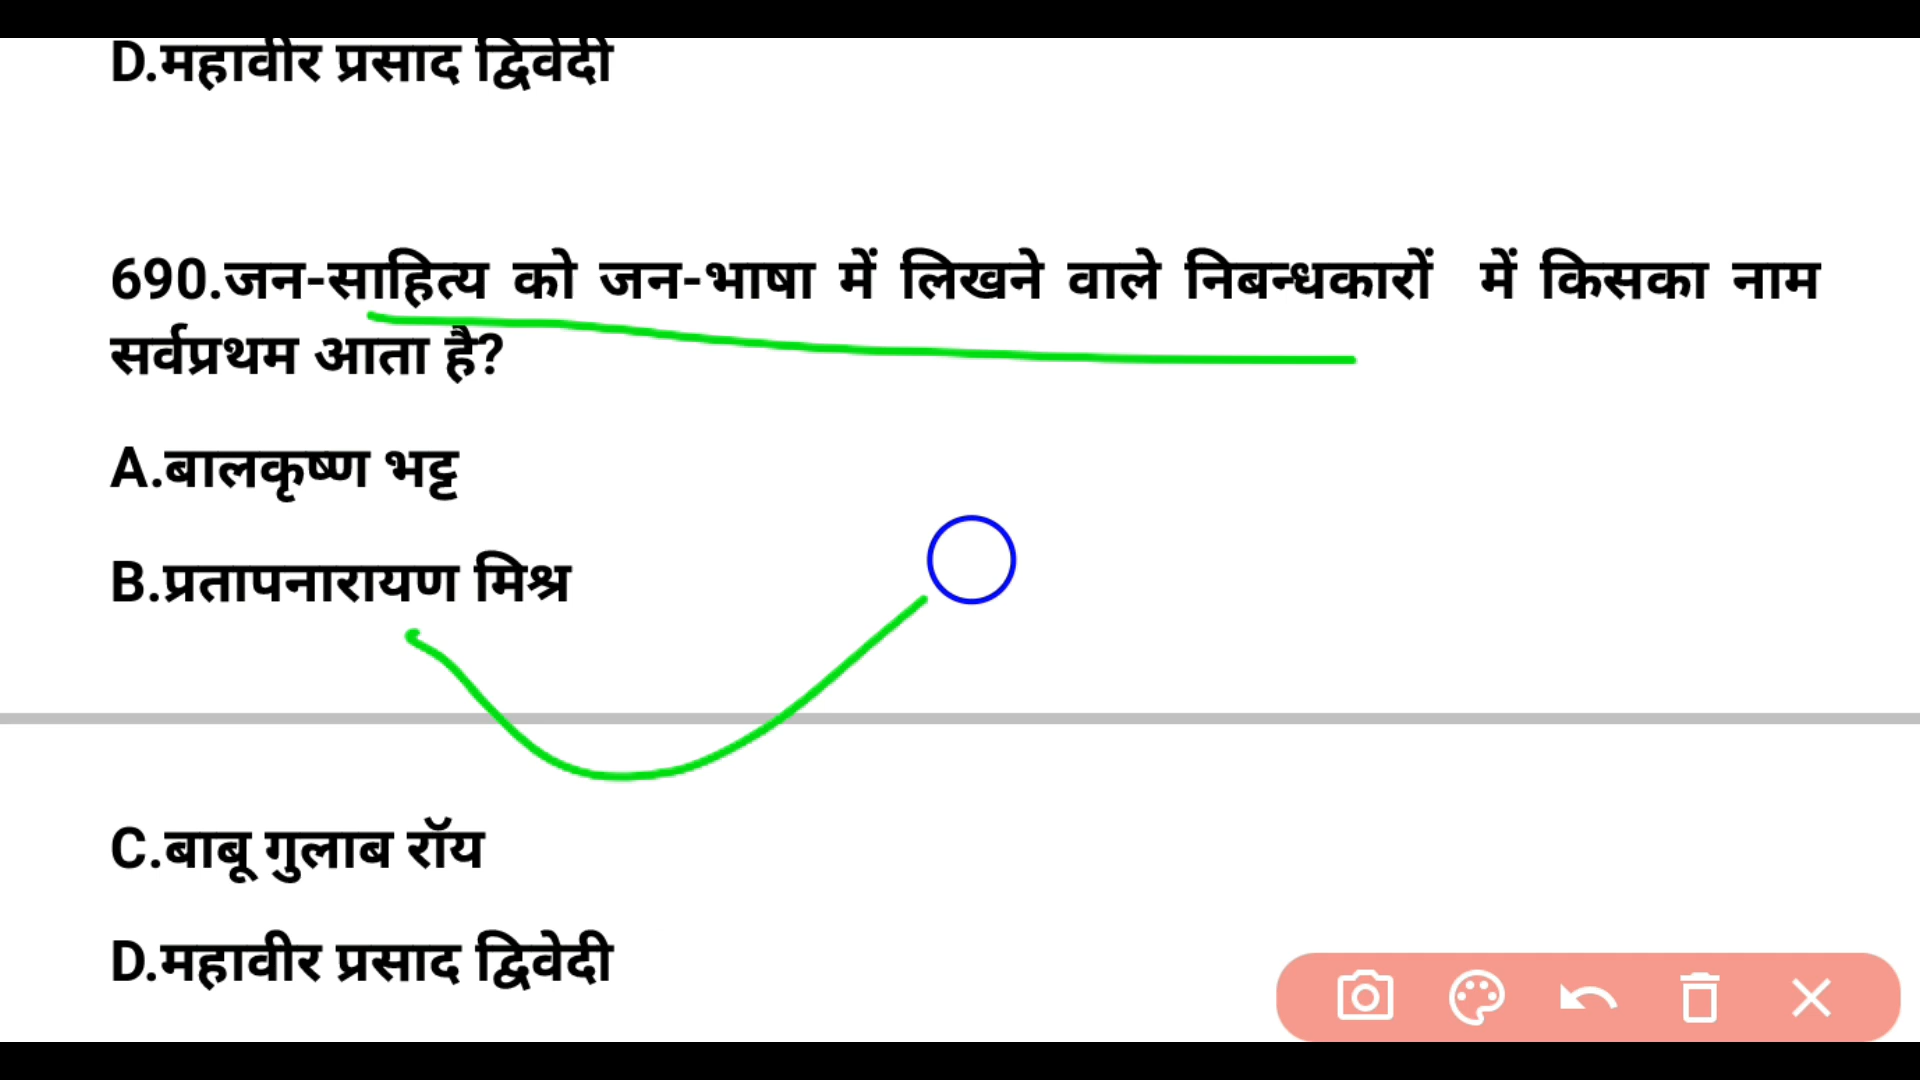 D.महावीर प्रसाद द्विवेदी
690.जन-साहित्य को जन-भाषा में लिखने वाले निबन्धकारों में किसका नाम
सर्वप्रथम आता है?
A.बालकृष्ण भट्ट
B.प्रतापनारायण मिश्र
C.बाबू गुलाब रॉय
D.महावीर प्रसाद द्विवेदी